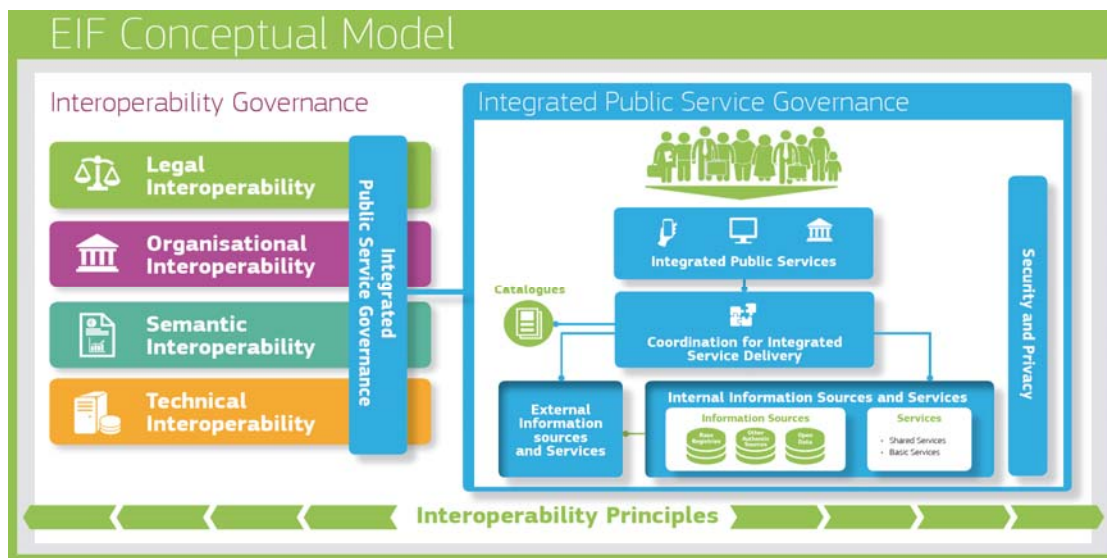 EIF Conceptual Model
Interoperability Governance
Legal
Interoperability
Organisational
Interoperability
Semantic
Interoperability
Technical
Interoperability
Integrated
Public Service Governance
Integrated Public Service Governance
Integrated Public Services
Catalogues
Coordination for Integrated
Service Delivery
External
Information
sources
and Services
Internal Information Sources and Services
Information Sources
Base
Registries
Other
Authentic
Sources
Open
Data
Services
• Shared Services
• Basic Services
Security and Privacy
Interoperability Principles